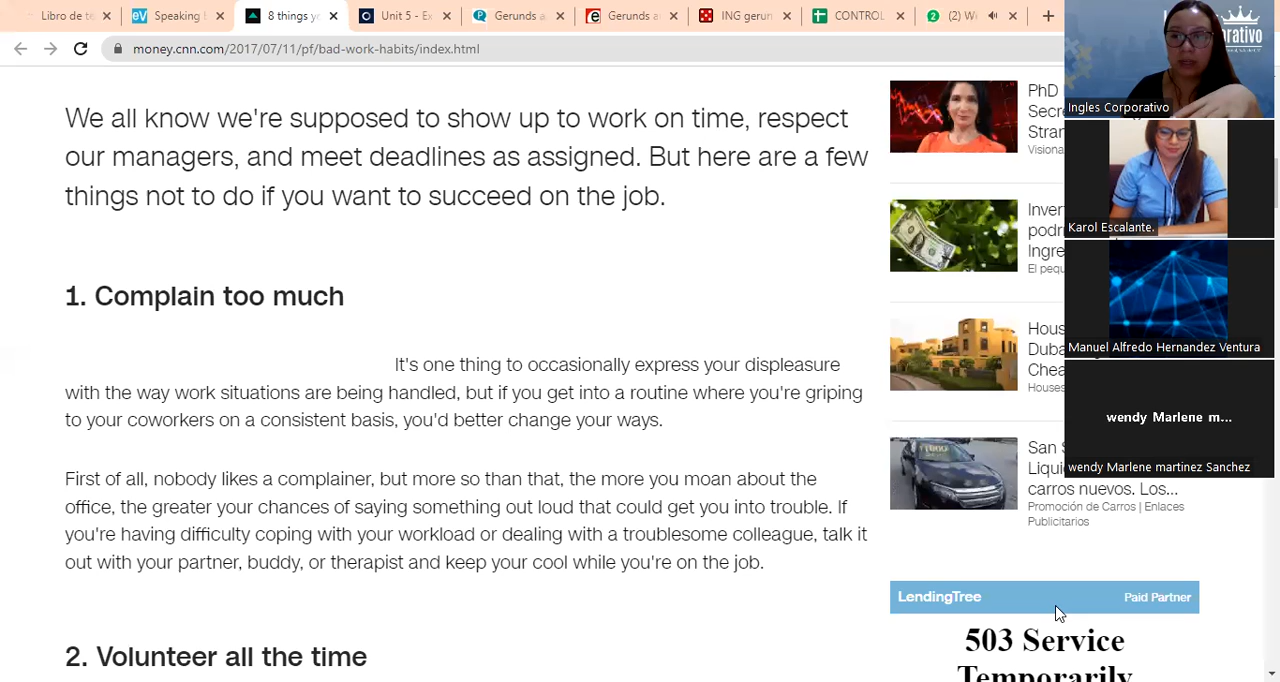 Libro de te
Speaking E
8 things yo
Unit 5 - Ex
Gerunds a
Gerunds a
ING gerun
CONTROL
(2) W
money.cnn.com/2017/07/11/pf/bad-work-habits/index.html
We all know we're supposed to show up to work on time, respect
our managers, and meet deadlines as assigned. But here are a few
things not to do if you want to succeed on the job.
1. Complain too much
It's one thing to occasionally express your displeasure
with the way work situations are being handled, but if you get into a routine where you're griping
to your coworkers on a consistent basis, you'd better change your ways.
First of all, nobody likes a complainer, but more so than that, the more you moan about the
office, the greater your chances of saying something out loud that could get you into trouble. If
you're having difficulty coping with your workload or dealing with a troublesome colleague, talk it
out with your partner, buddy, or therapist and keep your cool while you're on the job.
2. Volunteer all the time
PhD
Secre
Stran
Visiona
Inver
podri
Ingre
El pequ
Hous
Duba
Chea
Houses
San S
Liqui
carros nuevos. Los...
Promoción de Carros | Enlaces
Publicitarios
LendingTree
Paid Partner
503 Service
Temporarily
rativo
Ingles Corporativo
Karol Escalante.
Manuel Alfredo Hernandez Ventura
wendy Marlene m...
wendy Marlene martinez Sanchez